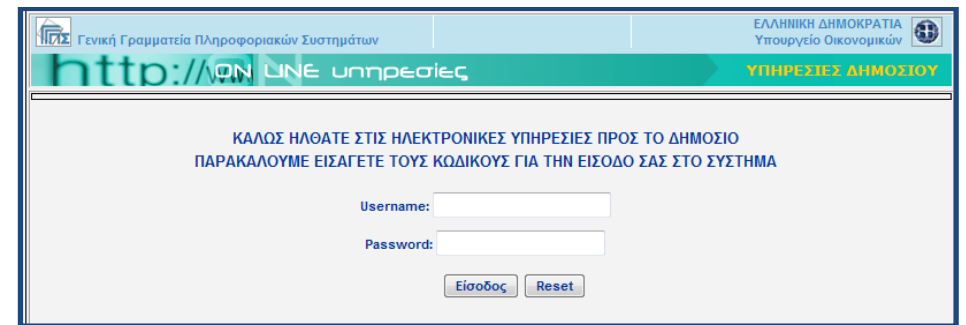 ΓΓΠΣ Γενική Γραμματεία Πληροφοριακών Συστημάτων
ΕΛΛΗΝΙΚΗ ΔΗΜΟΚΡΑΤΙΑ
Υπουργείο Οικονομικών
http://www ON LINE υπηρεσίες
ΥΠΗΡΕΣΙΕΣ ΔΗΜΟΣΙΟΥ
ΚΑΛΩΣ ΗΛΘΑΤΕ ΣΤΙΣ ΗΛΕΚΤΡΟΝΙΚΕΣ ΥΠΗΡΕΣΙΕΣ ΠΡΟΣ ΤΟ ΔΗΜΟΣΙΟ
ΠΑΡΑΚΑΛΟΥΜΕ ΕΙΣΑΓΕΤΕ ΤΟΥΣ ΚΩΔΙΚΟΥΣ ΓΙΑ ΤΗΝ ΕΙΣΟΔΟ ΣΑΣ ΣΤΟ ΣΥΣΤΗΜΑ
Username:
Password:
Είσοδος Reset